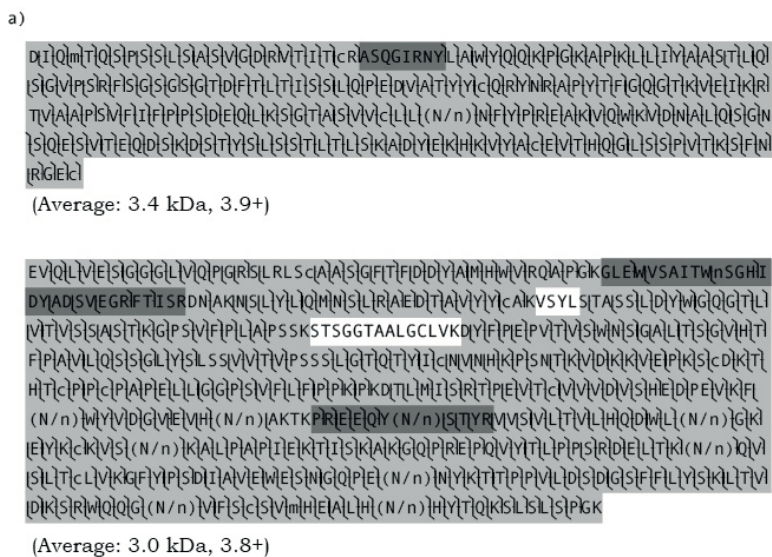 a)
DIQmTQSPSSLSASVGDRVTITcRASQGIRNYLAWYQQKPGKAPKLLIYAASTLQ
SGVPSRFSGSGSGTDFTLTISSLQPEDVATYYcQRYNRAPYTFGQGTKVEIKR
TVAAPSVFIFPPSDEQLKSGTASVVcLL(N/n)NFYPREAKVQWKVDNALQSGN
SQESVTEQDSKDSTYSLSSTLTLSKADYEKHKVYAcEVTHQGLSSPVTKSFN
RGEc
(Average: 3.4 kDa, 3.9+)
EVQLVESGGGLVQPGRSLRLScAASGFTFDDYAMHWVRQAPGKGLEWVSAITWnSGHI
DYADSVEGRFTISRDNAKNSLYLQMNSLRAEDTAVYYcAKVSYLSTASSLDYWGQGTL
VTVSSASTKGPSVFPLAPSSKSTSGGTAALGCLVKDYFPEPVTVSWNSGALTSGVHT
FPAVLQSSGLYSLSSVVTVPSSSLGTQTYIcNVNHKPSNTKVDKKVEPKScDKT
HTcPPcPAPELLGGPSVFLFPPKPKDTLMISRTPEVTcVVVDVSHEDPEVKF
(N/n)WYVDGVEVH(N/n)AKTKPREEQY(N/n)STYRVVSVLTVLHQDWL(N/n)GK
EYKcKVS(N/n)KALPAPIEKTISKAKGQPREPQVYTLPPSRDELTK(N/n)QV
SLTcLVKGFYPSDIAVEWESNGQPE(N/n)NYKTTPPVLDSDGSFFLYSKLTV
DKSRWQQG(N/n)VFScSVmHEALH(N/n)HYTQKSLSLSPGK
(Average: 3.0 kDa, 3.8+)